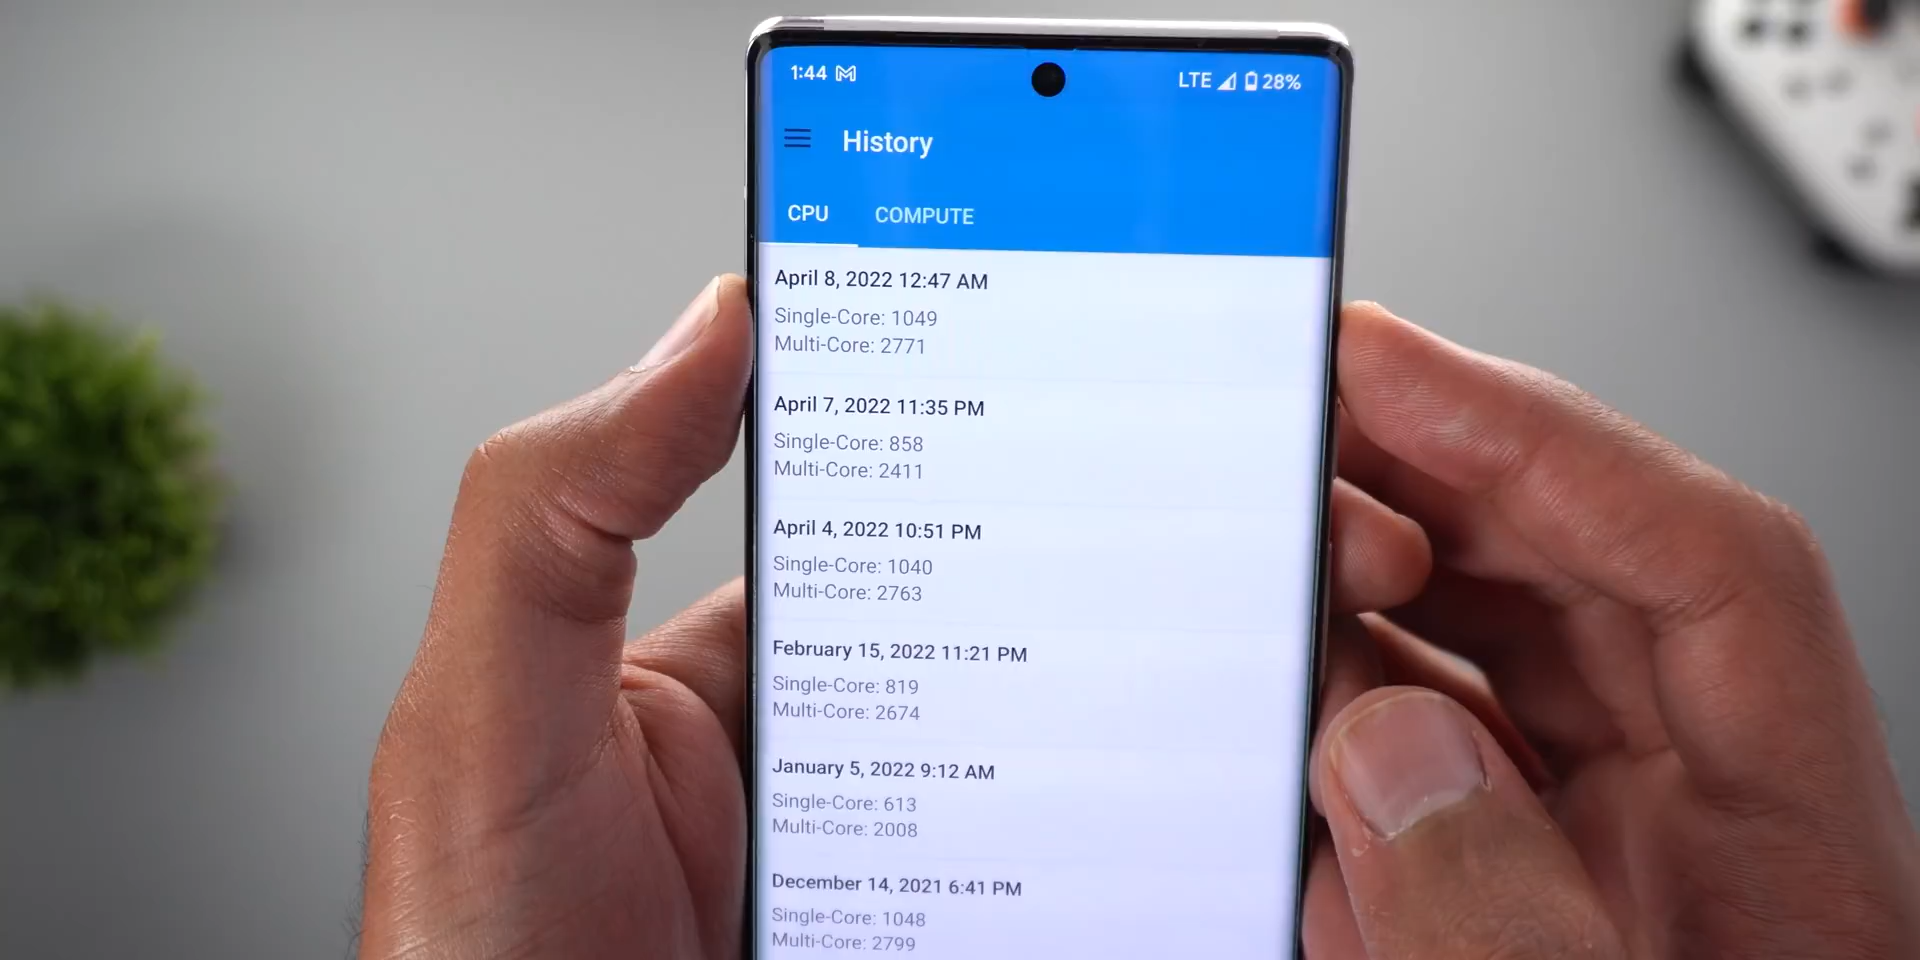 1:44
LTE 28%
History
CPU COMPUTE
April 8, 2022 12:47 AM
Single-Core: 1049
Multi-Core: 2771
April 7, 2022 11:35 PM
Single-Core: 858
Multi-Core: 2411
April 4, 2022 10:51 PM
Single-Core: 1040
Multi-Core: 2763
February 15, 2022 11:21 PM
Single-Core: 819
Multi-Core: 2674
January 5, 2022 9:12 AM
Single-Core: 613
Multi-Core: 2008
December 14, 2021 6:41 PM
Single-Core: 1048
Multi-Core: 2799